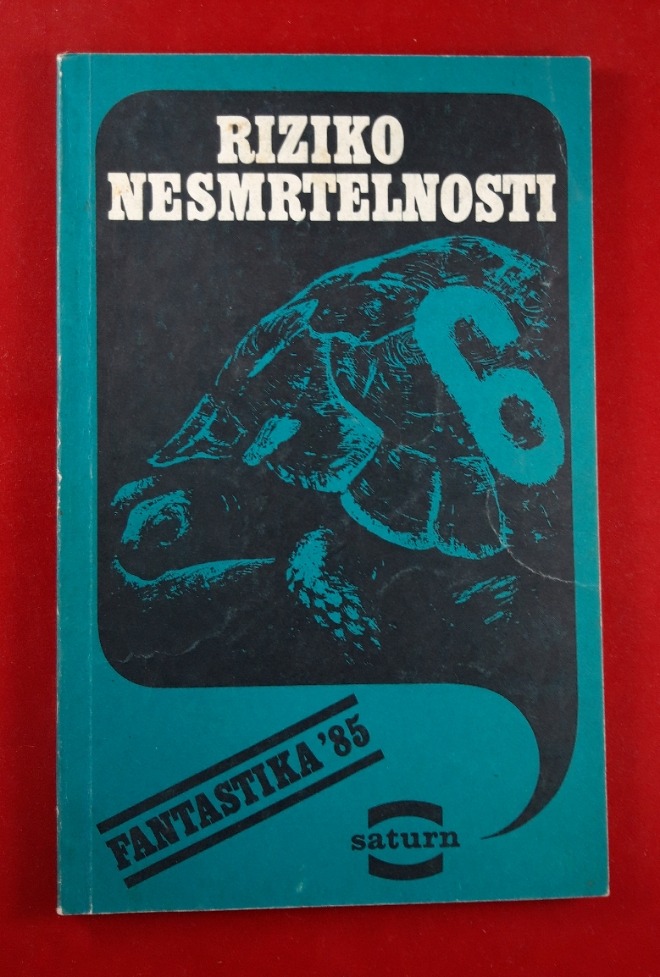 RIZIKO
NESMRTELNOSTI
6
FANTASTIKA '85
saturn